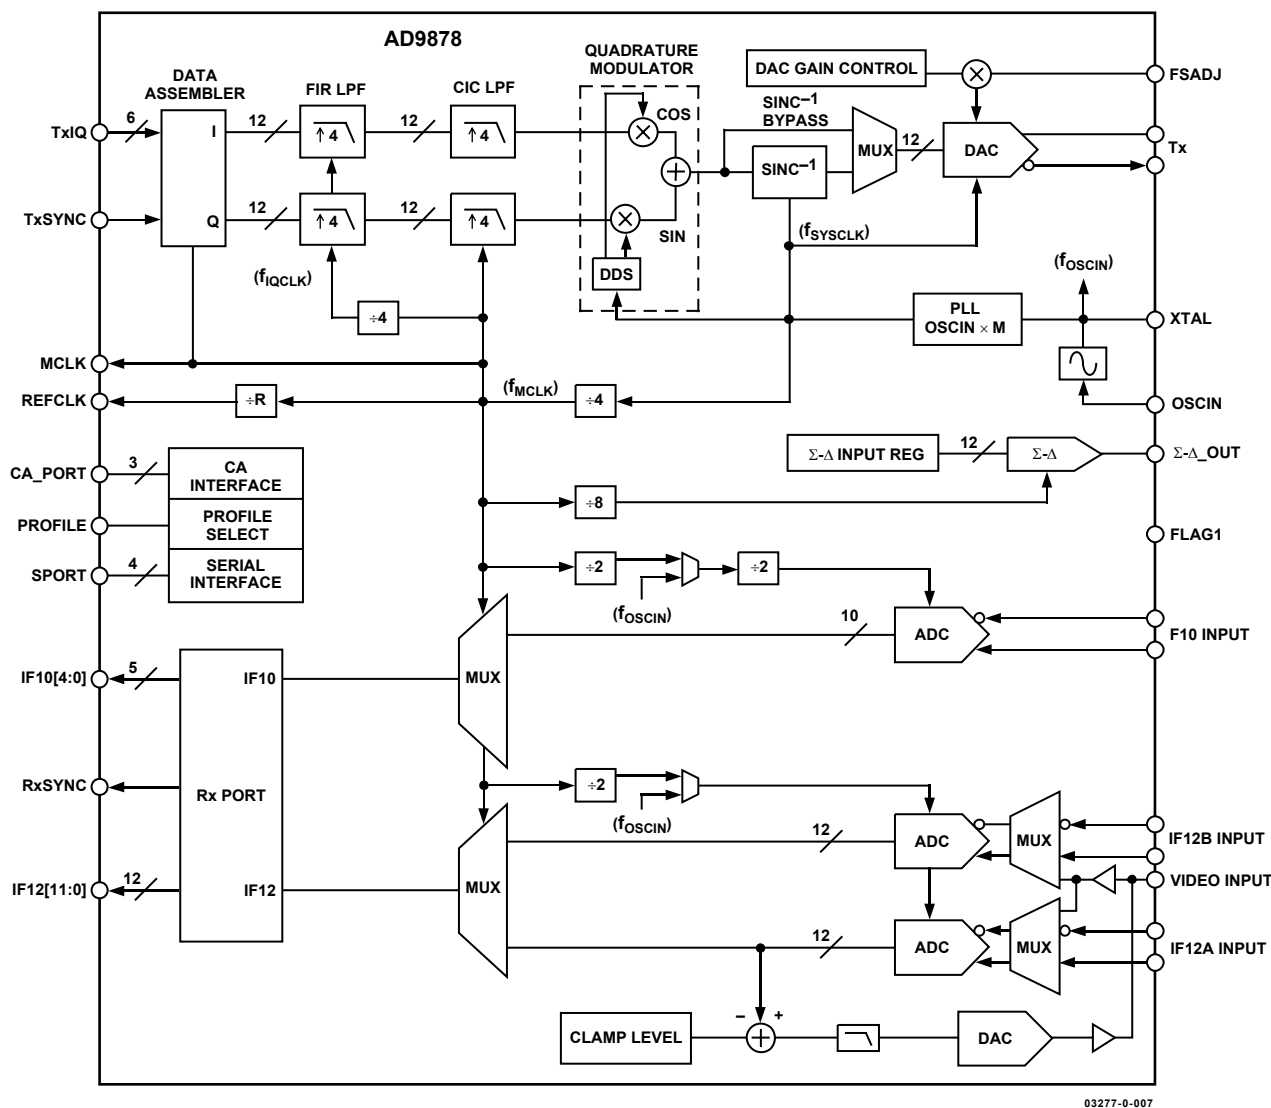 AD9878
DATA
ASSEMBLER
FIR LPF
CIC LPF
QUADRATURE
MODULATOR
DAC GAIN CONTROL
FSADJ
TxIQ
6
I
12
↑4
12
↑4
COS
SINC–1
BYPASS
SINC–1
MUX
12
DAC
Tx
TxSYNC
Q
12
↑4
12
↑4
SIN
DDS
(fSYSCLK)
(fIQCLK)
÷4
(fOSCIN)
PLL
OSCIN × M
XTAL
MCLK
REFCLK
÷R
(fMCLK)
÷4
OSCIN
CA_PORT
3
CA
INTERFACE
Σ-Δ INPUT REG
12
Σ-Δ
Σ-Δ_OUT
÷8
PROFILE
PROFILE
SELECT
FLAG1
SPORT
4
SERIAL
INTERFACE
÷2
(fOSCIN)
÷2
ADC
10
F10 INPUT
MUX
IF10[4:0]
5
IF10
RxSYNC
Rx PORT
÷2
(fOSCIN)
12
ADC
MUX
IF12B INPUT
VIDEO INPUT
IF12[11:0]
12
IF12
MUX
12
ADC
MUX
IF12A INPUT
CLAMP LEVEL
–
+
DAC
03277-0-007